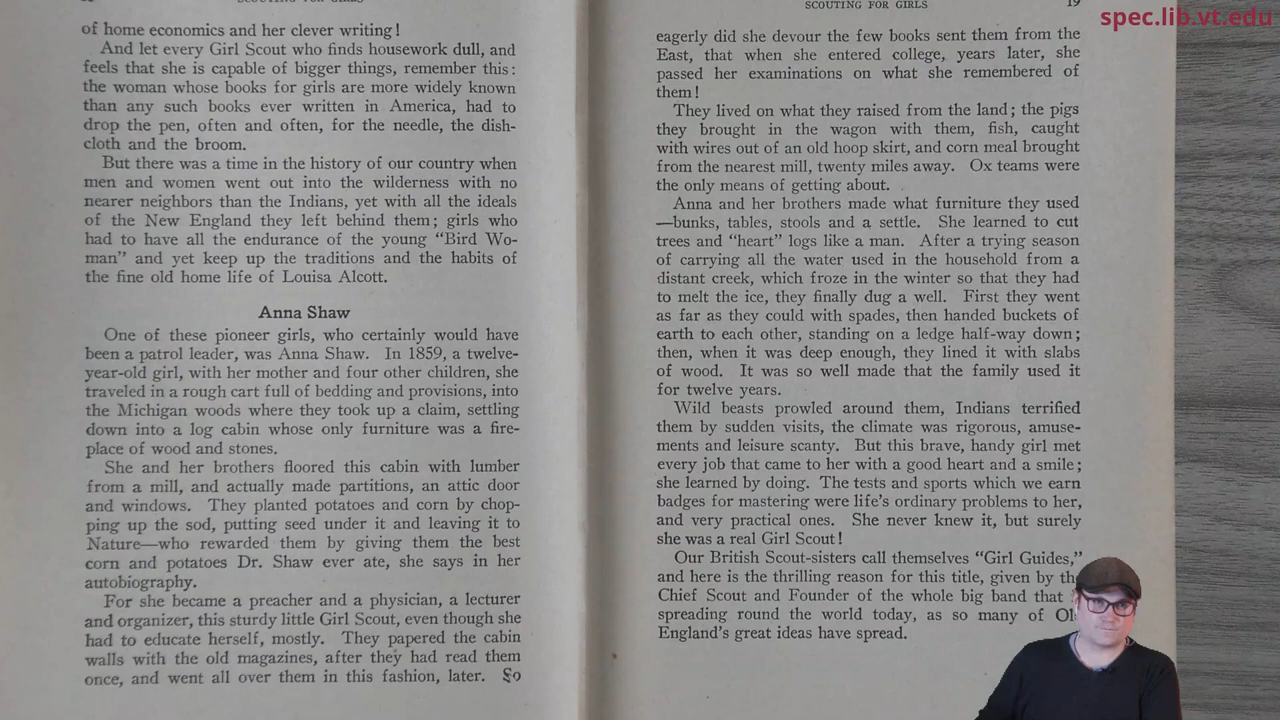 of home economics and her clever writing!
And let every Girl Scout who finds housework dull, and
feels that she is capable of bigger things, remember this:
the woman whose books for girls are more widely known
than any such books ever written in America, had to
drop the pen, often and often, for the needle, the dish-
cloth and the broom.
But there was a time in the history of our country when
men and women went out into the wilderness with no
nearer neighbors than the Indians, yet with all the ideals
of the New England they left behind them; girls who
had to have all the endurance of the young “Bird Wo-
man” and yet keep up the traditions and the habits of
the fine old home life of Louisa Alcott.
Anna Shaw
One of these pioneer girls, who certainly would have
been a patrol leader, was Anna Shaw. In 1859, a twelve-
year-old girl, with her mother and four other children, she
traveled in a rough cart full of bedding and provisions, into
the Michigan woods where they took up a claim, settling
down into a log cabin whose only furniture was a fire-
place of wood and stones.
She and her brothers floored this cabin with lumber
from a mill, and actually made partitions, an attic door
and windows. They planted potatoes and corn by chop-
ping up the sod, putting seed under it and leaving it to
Nature—who rewarded them by giving them the best
corn and potatoes Dr. Shaw ever ate, she says in her
autobiography.
For she became a preacher and a physician, a lecturer
and organizer, this sturdy little Girl Scout, even though she
had to educate herself, mostly. They papered the cabin
walls with the old magazines, after they had read them
once, and went all over them in this fashion, later. So
SCOUTING FOR GIRLS 19
eagerly did she devour the few books sent them from the
East, that when she entered college, years later, she
passed her examinations on what she remembered of
them!
They lived on what they raised from the land; the pigs
they brought in the wagon with them, fish, caught
with wires out of an old hoop skirt, and corn meal brought
from the nearest mill, twenty miles away. Ox teams were
the only means of getting about.
Anna and her brothers made what furniture they used
—bunks, tables, stools and a settle. She learned to cut
trees and “heart” logs like a man. After a trying season
of carrying all the water used in the household from a
distant creek, which froze in the winter so that they had
to melt the ice, they finally dug a well. First they went
as far as they could with spades, then handed buckets of
earth to each other, standing on a ledge half-way down;
then, when it was deep enough, they lined it with slabs
of wood. It was so well made that the family used it
for twelve years.
Wild beasts prowled around them, Indians terrified
them by sudden visits, the climate was rigorous, amuse-
ments and leisure scanty. But this brave, handy girl met
every job that came to her with a good heart and a smile;
she learned by doing. The tests and sports which we earn
badges for mastering were life’s ordinary problems to her,
and very practical ones. She never knew it, but surely
she was a real Girl Scout!
Our British Scout-sisters call themselves “Girl Guides,”
and here is the thrilling reason for this title, given by
Chief Scout and Founder of the whole big band that
spreading round the world today, as so many of
England’s great ideas have spread.
spec.lib.vt.edu